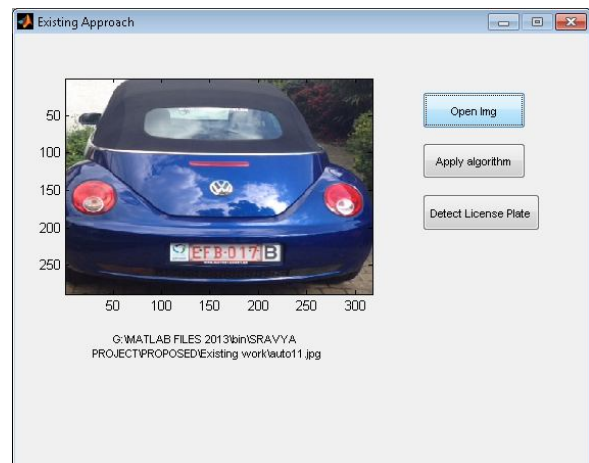 Existing Approach
50
100
150
200
250
50 100 150 200 250 300
EFB-017 B
G:\MATLAB FILES 2013\bin\SRAVYA
PROJECT\PROPOSED\Existing work\auto11.jpg
Open Img
Apply algorithm
Detect License Plate